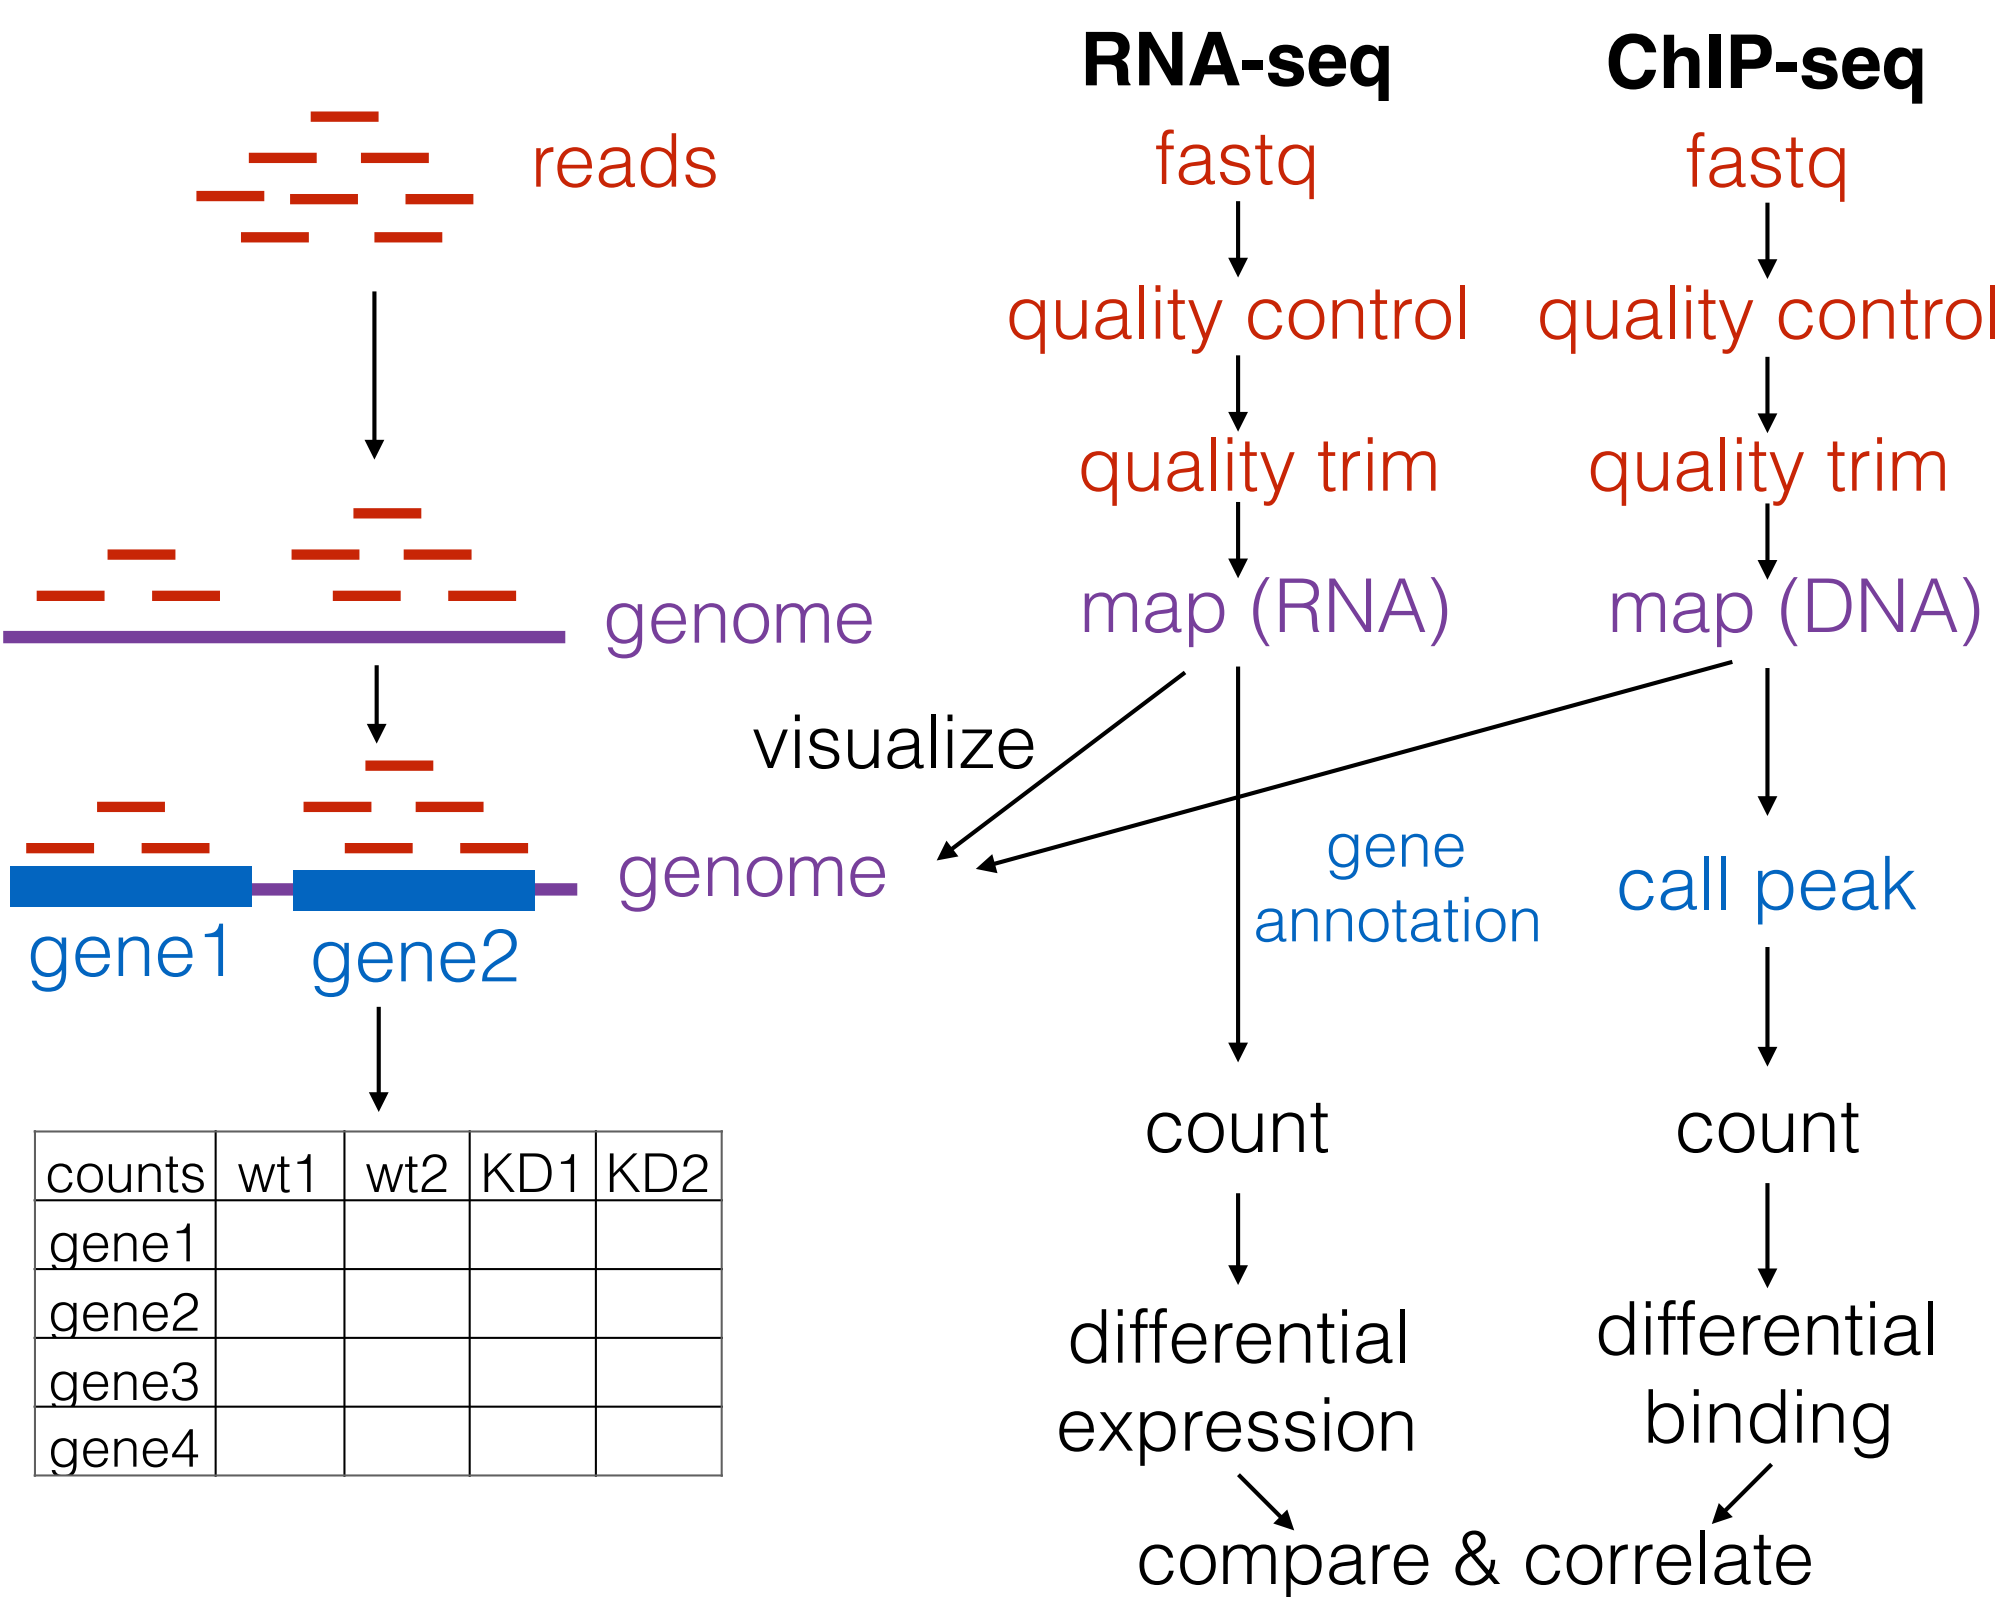 RNA-seq
ChIP-seq
reads
fastq
fastq
quality control
quality control
quality trim
quality trim
genome
map (RNA)
map (DNA)
visualize
genome
gene
annotation
call peak
gene1
gene2
counts wt1 wt2 KD1 KD2
gene1
gene2
gene3
gene4
count
count
differential
expression
differential
binding
compare & correlate